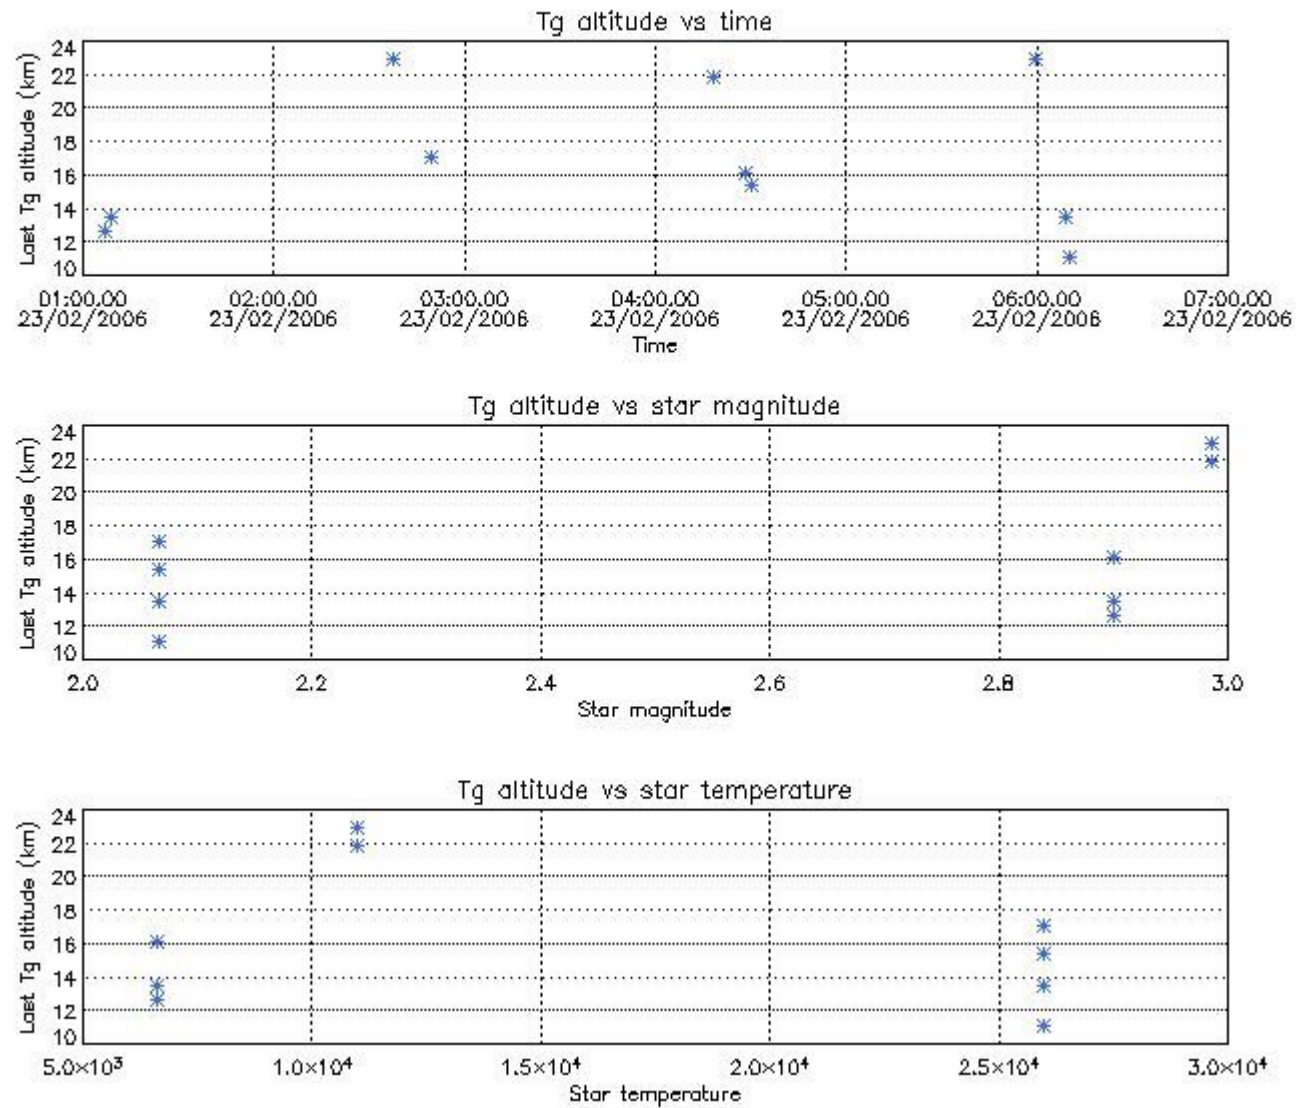 Tg altitude vs time
Last Tg altitude (km)
24
22
20
18
16
14
12
10
01:00.00 02:00.00 03:00.00 04:00.00 05:00.00 06:00.00 07:00.00
23/02/2006 23/02/2006 23/02/2006 23/02/2006 23/02/2006 23/02/2006 23/02/2006
Time
Tg altitude vs star magnitude
Last Tg altitude (km)
24
22
20
18
16
14
12
10
2.0 2.2 2.4 2.6 2.8 3.0
Star magnitude
Tg altitude vs star temperature
Last Tg altitude (km)
24
22
20
18
16
14
12
10
5.0×10³ 1.0×10⁴ 1.5×10⁴ 2.0×10⁴ 2.5×10⁴ 3.0×10⁴
Star temperature